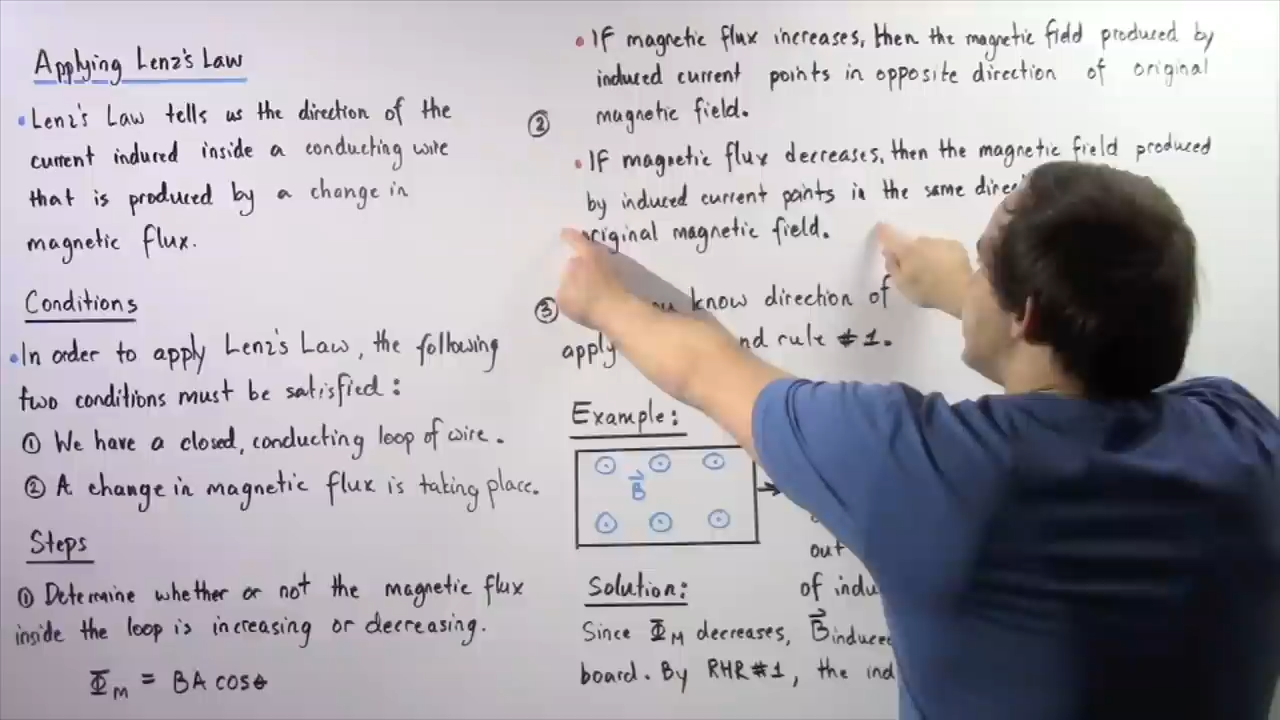 Applying Lenz's Law
• Lenz's Law tells us the direction of the
current induced inside a conducting wire
that is produced by a change in
magnetic flux.
Conditions
• In order to apply Lenz's Law, the following
two conditions must be satisfied:
① We have a closed, conducting loop of wire.
② A change in magnetic flux is taking place.
Steps
① Determine whether or not the magnetic flux
inside the loop is increasing or decreasing.
Φ_M = BA cosθ
②
• If magnetic flux increases, then the magnetic field produced by
induced current points in opposite direction of original
magnetic field.
• If magnetic flux decreases, then the magnetic field produced
by induced current points in the same
original magnetic field.
③ know direction of
apply rule #1.
Example:
B⃗
out
of
Solution:
Since Φ_M decreases, B⃗induced
board. By RHR #1, the